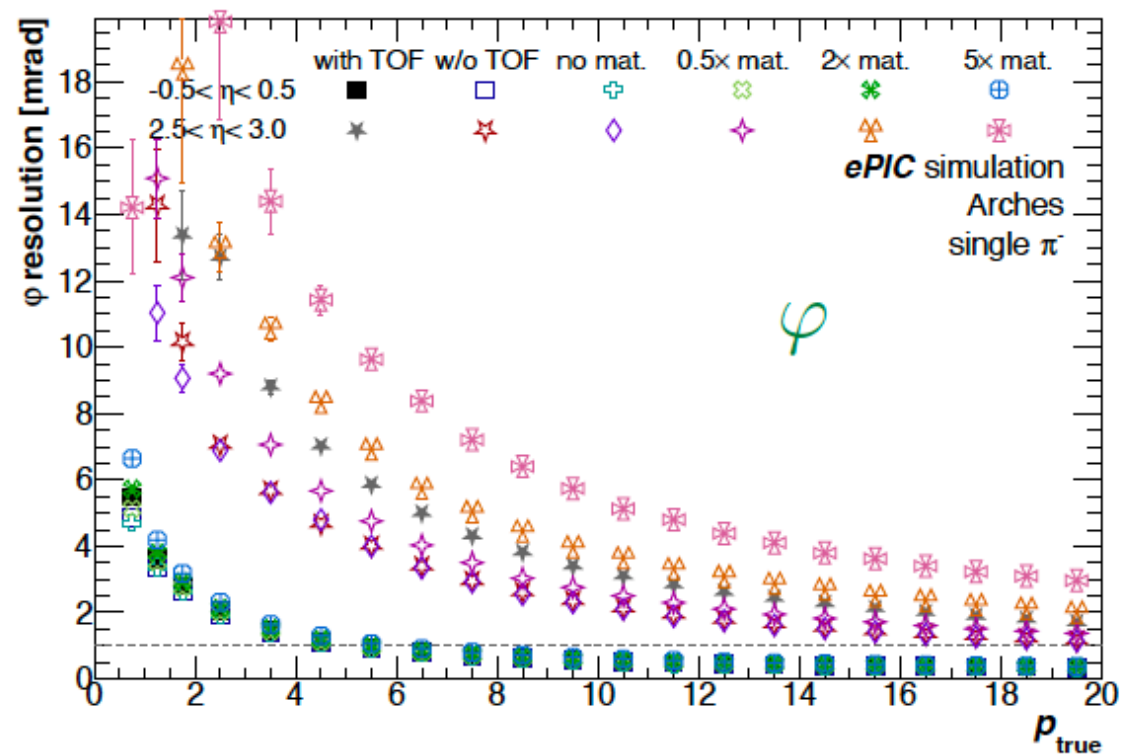 with TOF w/o TOF no mat. 0.5× mat. 2× mat. 5× mat.
-0.5< η< 0.5
2.5< η< 3.0
ePIC simulation
Arches
single π⁻
φ
φ resolution [mrad]
18
16
14
12
10
8
6
4
2
0
0 2 4 6 8 10 12 14 16 18 20
p_true